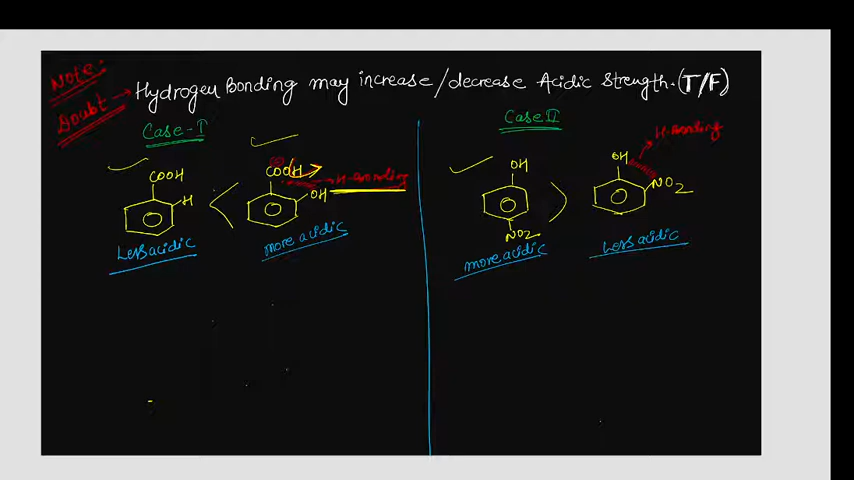 Note:
Doubt → Hydrogen Bonding may increase/decrease Acidic Strength.(T/F)
Case-I
COOH
H
<
COOH
OH
H-Bonding
Less acidic
more acidic
Case II
OH
NO2
>
H-Bonding
OH
NO2
more acidic
Less acidic